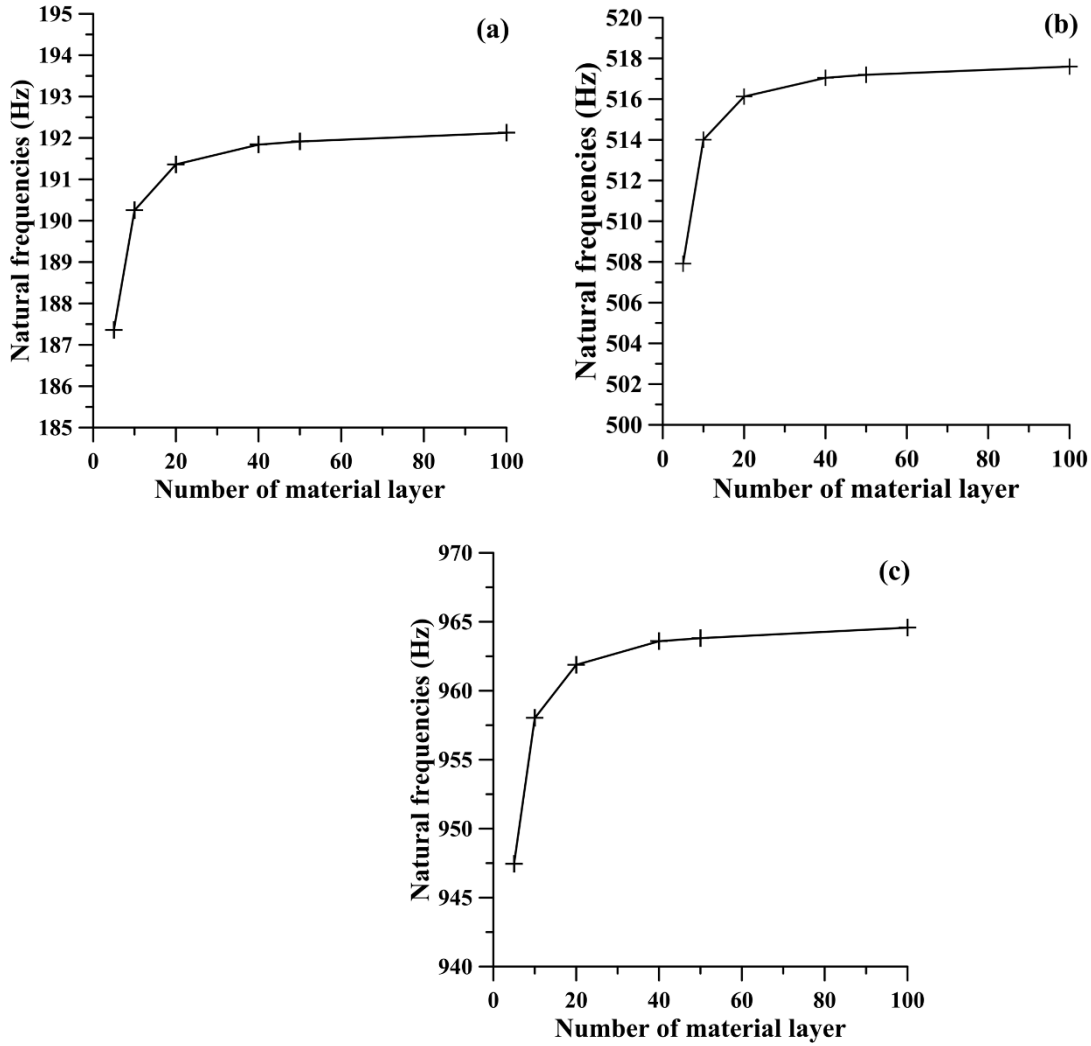 (a)
Natural frequencies (Hz)
195
194
193
192
191
190
189
188
187
186
185
0 20 40 60 80 100
Number of material layer
(b)
Natural frequencies (Hz)
520
518
516
514
512
510
508
506
504
502
500
0 20 40 60 80 100
Number of material layer
(c)
Natural frequencies (Hz)
970
965
960
955
950
945
940
0 20 40 60 80 100
Number of material layer